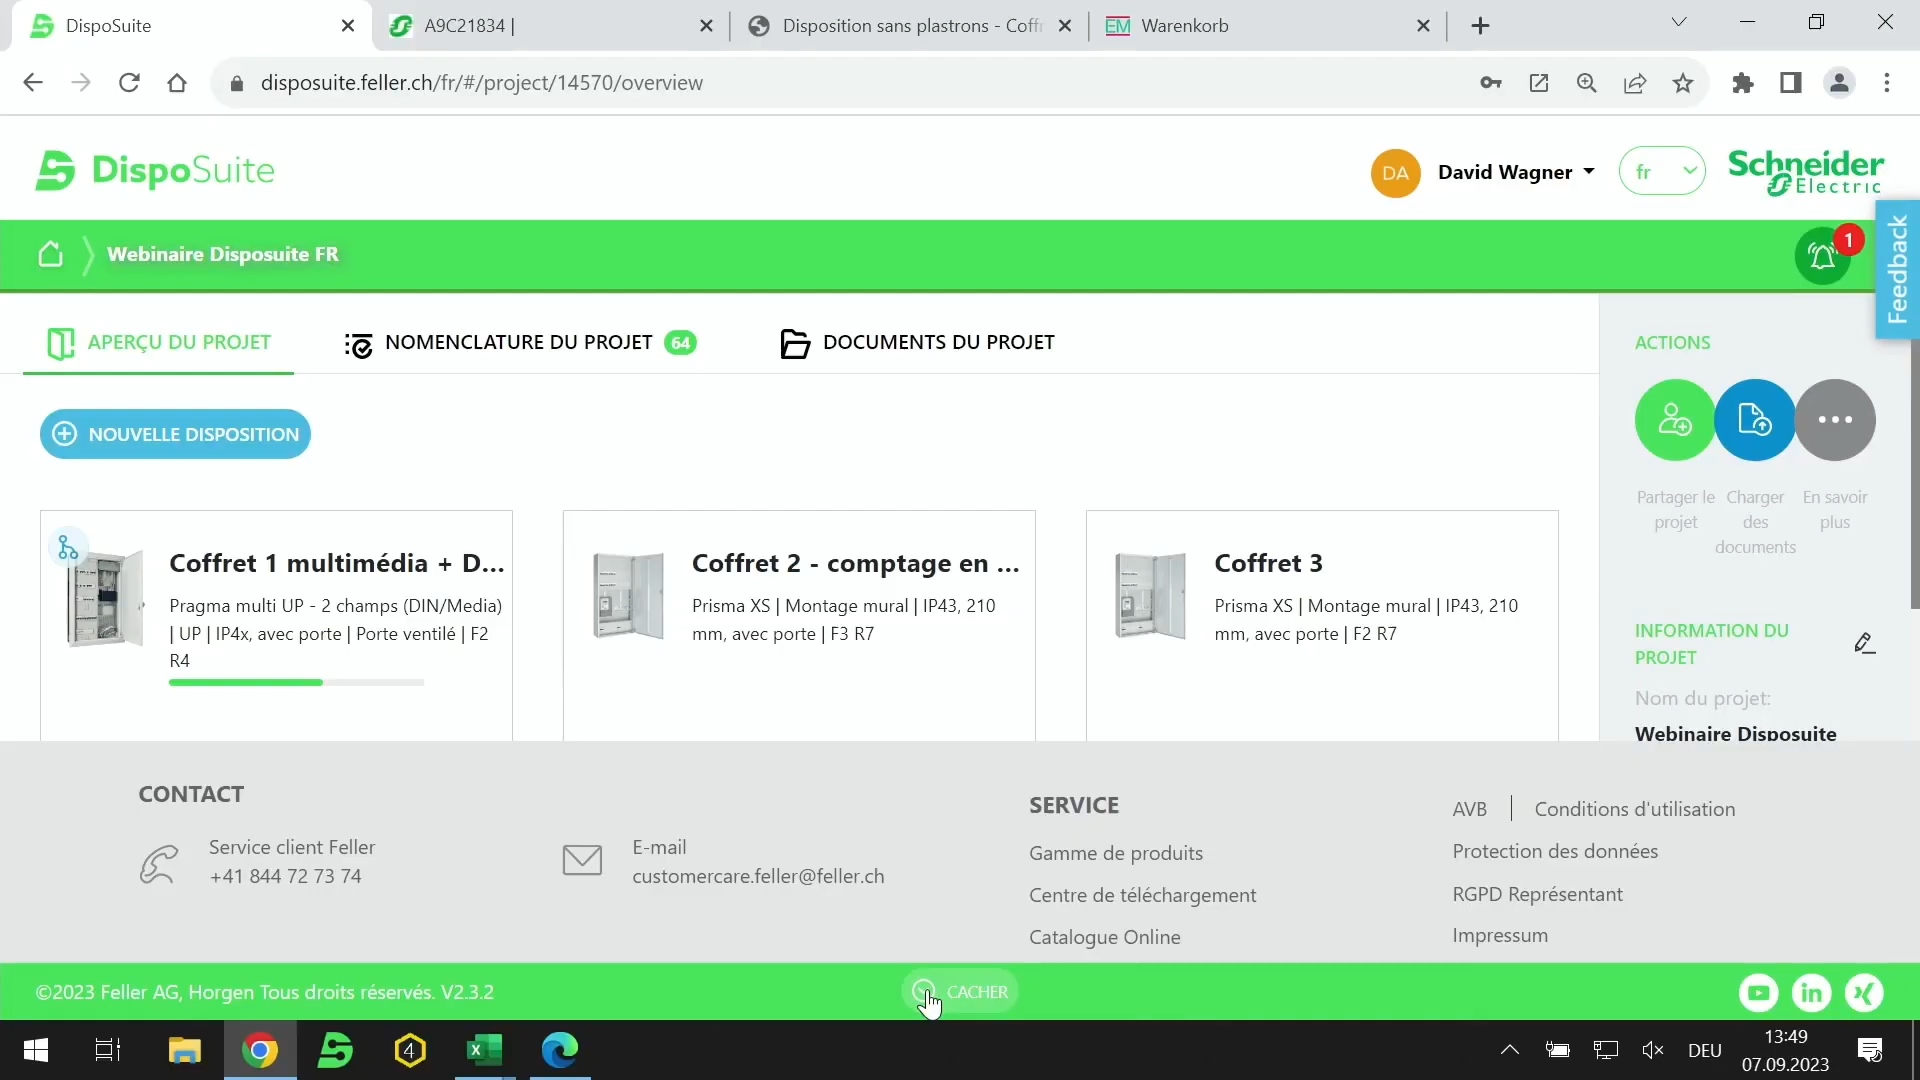 DispoSuite
A9C21834 |
Disposition sans plastrons - Coffr
EM Warenkorb
disposuite.feller.ch/fr/#/project/14570/overview
DispoSuite
DA David Wagner
fr
Schneider Electric
Feedback
Webinaire Disposuite FR
1
APERÇU DU PROJET
NOMENCLATURE DU PROJET 64
DOCUMENTS DU PROJET
ACTIONS
NOUVELLE DISPOSITION
Partager le projet
Charger des documents
En savoir plus
Coffret 1 multimédia + D...
Pragma multi UP - 2 champs (DIN/Media)
| UP | IP4x, avec porte | Porte ventilé | F2
R4
Coffret 2 - comptage en ...
Prisma XS | Montage mural | IP43, 210
mm, avec porte | F3 R7
Coffret 3
Prisma XS | Montage mural | IP43, 210
mm, avec porte | F2 R7
INFORMATION DU
PROJET
Nom du projet:
Webinaire Disposuite
CONTACT
Service client Feller
+41 844 72 73 74
E-mail
customercare.feller@feller.ch
SERVICE
Gamme de produits
Centre de téléchargement
Catalogue Online
AVB | Conditions d'utilisation
Protection des données
RGPD Représentant
Impressum
©2023 Feller AG, Horgen Tous droits réservés. V2.3.2
CACHER
in
4
DEU
13:49
07.09.2023